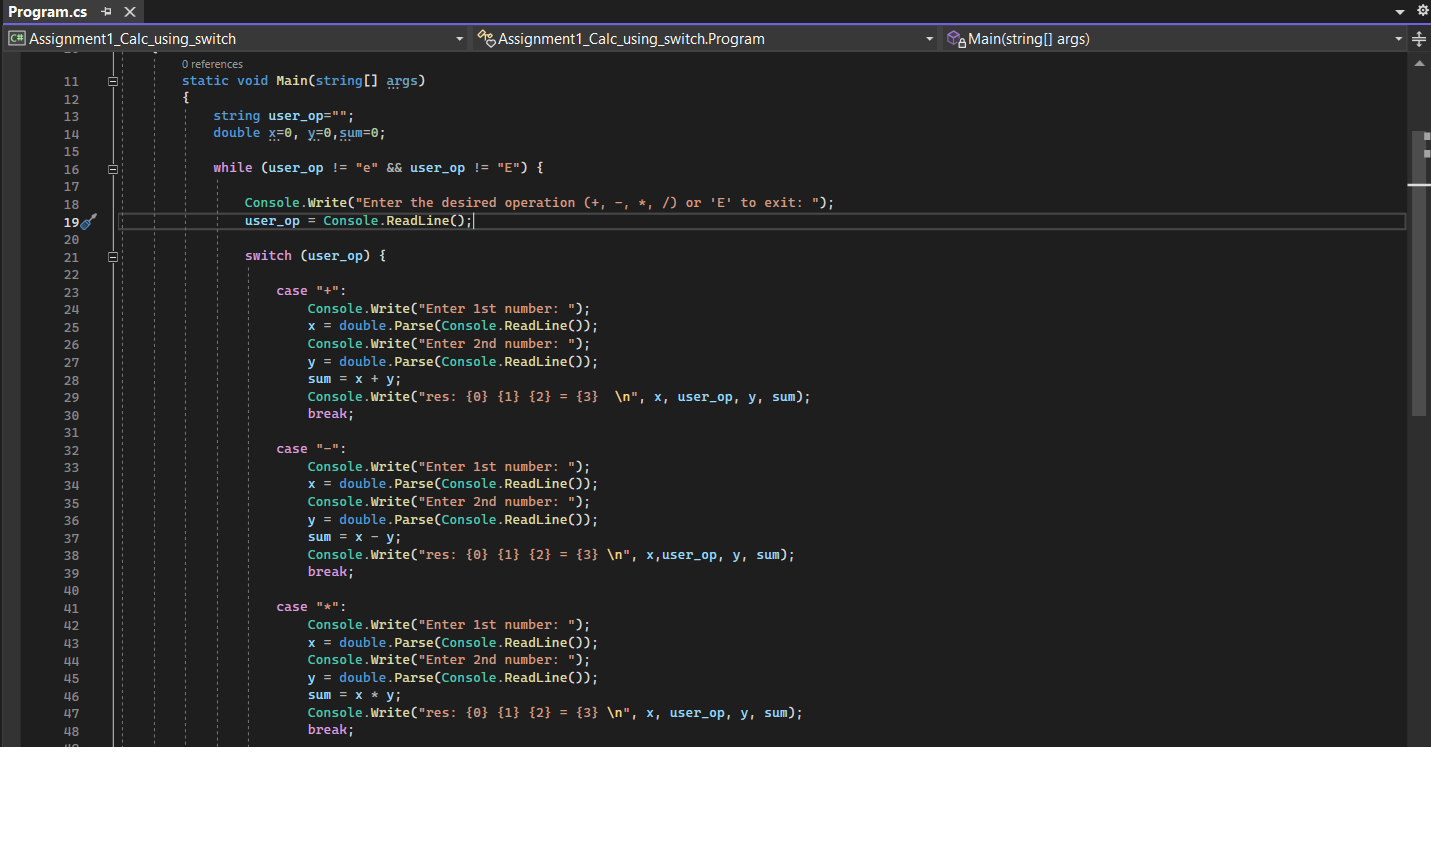 Program.cs
Assignment1_Calc_using_switch Assignment1_Calc_using_switch.Program Main(string[] args)
0 references
11 static void Main(string[] args)
12 {
13 string user_op="";
14 double x=0, y=0,sum=0;
15
16 while (user_op != "e" && user_op != "E") {
17
18 Console.Write("Enter the desired operation (+, -, *, /) or 'E' to exit: ");
19 user_op = Console.ReadLine();
20
21 switch (user_op) {
22
23 case "+":
24 Console.Write("Enter 1st number: ");
25 x = double.Parse(Console.ReadLine());
26 Console.Write("Enter 2nd number: ");
27 y = double.Parse(Console.ReadLine());
28 sum = x + y;
29 Console.Write("res: {0} {1} {2} = {3}  \n", x, user_op, y, sum);
30 break;
31
32 case "-":
33 Console.Write("Enter 1st number: ");
34 x = double.Parse(Console.ReadLine());
35 Console.Write("Enter 2nd number: ");
36 y = double.Parse(Console.ReadLine());
37 sum = x - y;
38 Console.Write("res: {0} {1} {2} = {3} \n", x,user_op, y, sum);
39 break;
40
41 case "*":
42 Console.Write("Enter 1st number: ");
43 x = double.Parse(Console.ReadLine());
44 Console.Write("Enter 2nd number: ");
45 y = double.Parse(Console.ReadLine());
46 sum = x * y;
47 Console.Write("res: {0} {1} {2} = {3} \n", x, user_op, y, sum);
48 break;